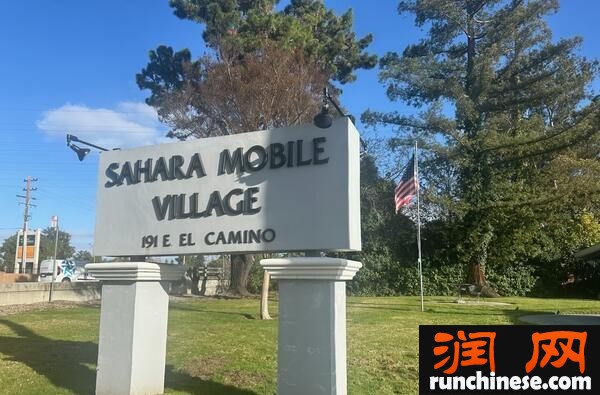 SAHARA MOBILE
VILLAGE
191 E. EL CAMINO
润网
runchinese.com